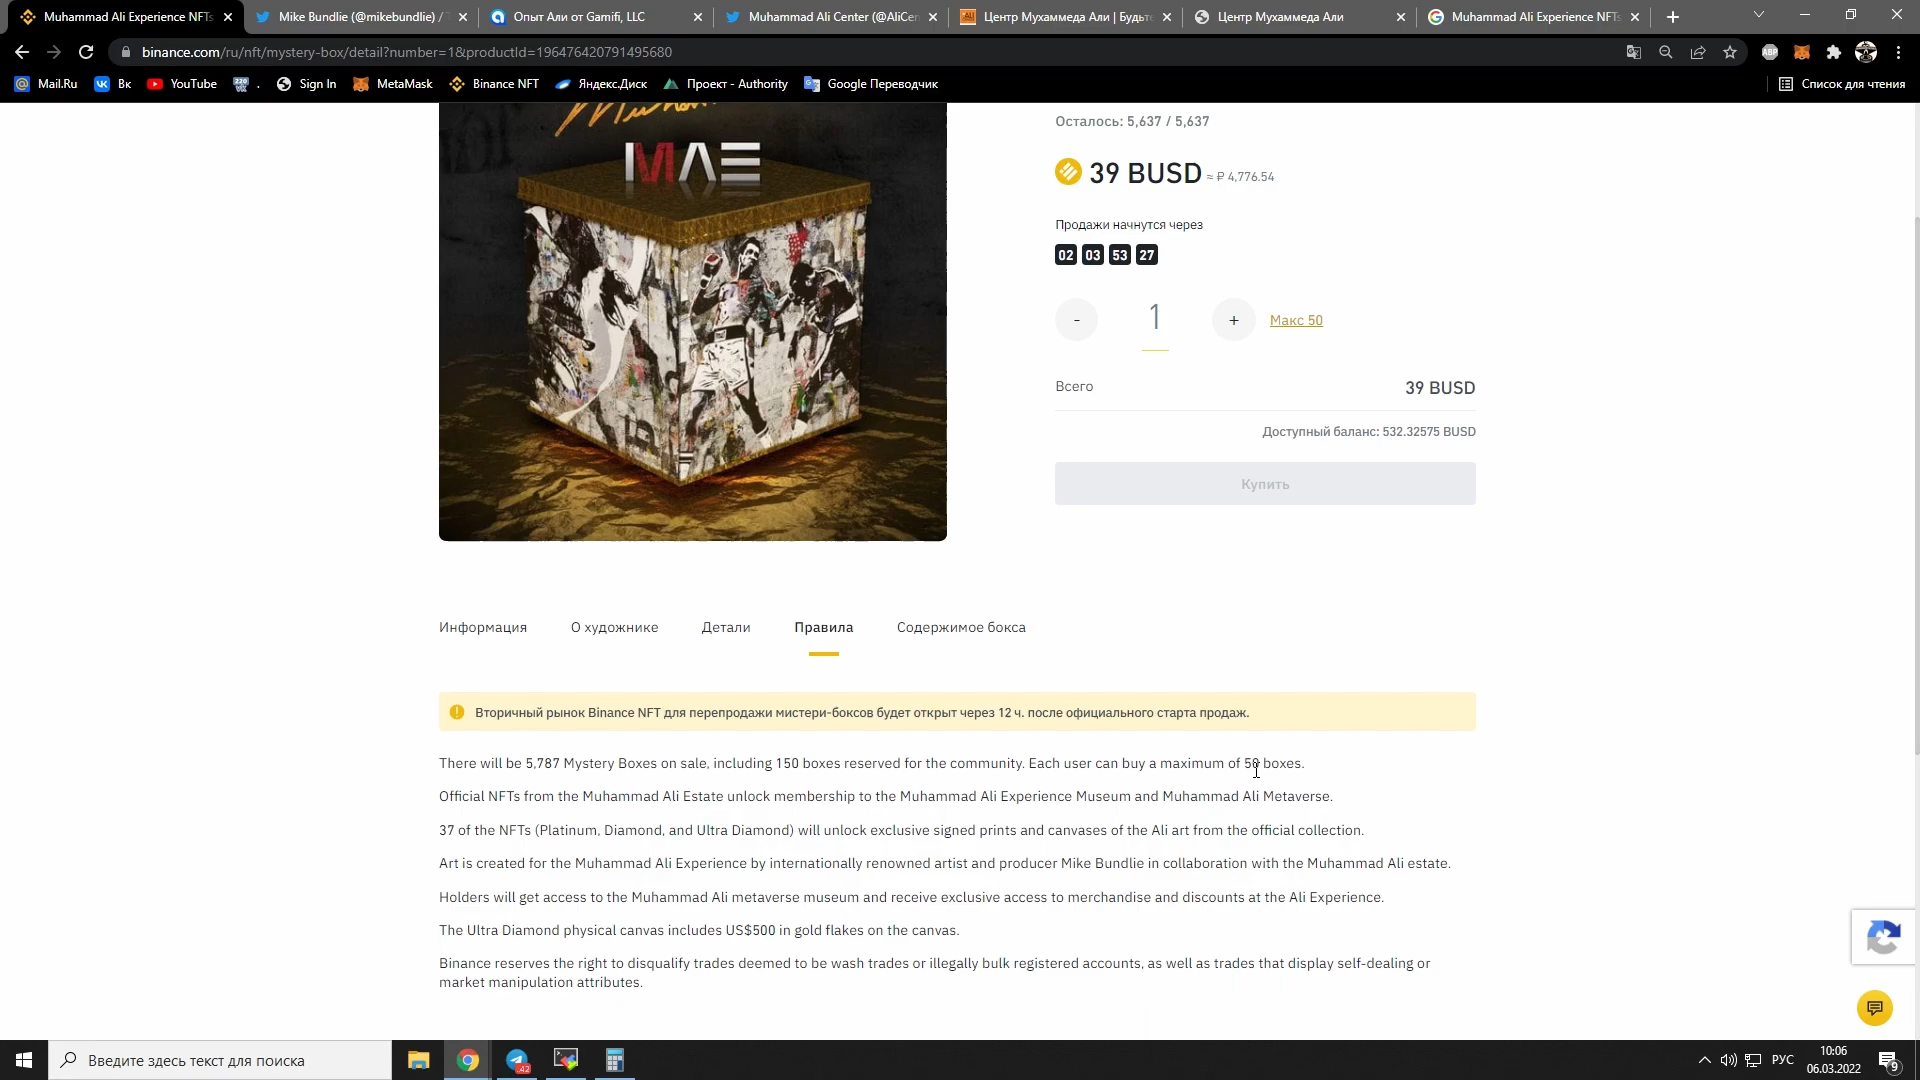 Muhammad Ali Experience NFTs
Mike Bundlie (@mikebundlie) /
Опыт Али от Gamifi, LLC
Muhammad Ali Center (@AliCen
Центр Мухаммеда Али | Будьте
Центр Мухаммеда Али
Muhammad Ali Experience NFTs
binance.com/ru/nft/mystery-box/detail?number=1&productId=196476420791495680
ABP
Mail.Ru
Вк
YouTube
.
Sign In
MetaMask
Binance NFT
Яндекс.Диск
Проект - Authority
Google Переводчик
Список для чтения
MAE
Осталось: 5,637 / 5,637
39 BUSD ≈ ₽ 4,776.54
Продажи начнутся через
02 03 53 27
- 1 + Макс 50
Всего 39 BUSD
Доступный баланс: 532.32575 BUSD
Купить
Информация О художнике Детали Правила Содержимое бокса
Вторичный рынок Binance NFT для перепродажи мистери-боксов будет открыт через 12 ч. после официального старта продаж.
There will be 5,787 Mystery Boxes on sale, including 150 boxes reserved for the community. Each user can buy a maximum of 50 boxes.
Official NFTs from the Muhammad Ali Estate unlock membership to the Muhammad Ali Experience Museum and Muhammad Ali Metaverse.
37 of the NFTs (Platinum, Diamond, and Ultra Diamond) will unlock exclusive signed prints and canvases of the Ali art from the official collection.
Art is created for the Muhammad Ali Experience by internationally renowned artist and producer Mike Bundlie in collaboration with the Muhammad Ali estate.
Holders will get access to the Muhammad Ali metaverse museum and receive exclusive access to merchandise and discounts at the Ali Experience.
The Ultra Diamond physical canvas includes US$500 in gold flakes on the canvas.
Binance reserves the right to disqualify trades deemed to be wash trades or illegally bulk registered accounts, as well as trades that display self-dealing or
market manipulation attributes.
Введите здесь текст для поиска
42
РУС
10:06
06.03.2022
9